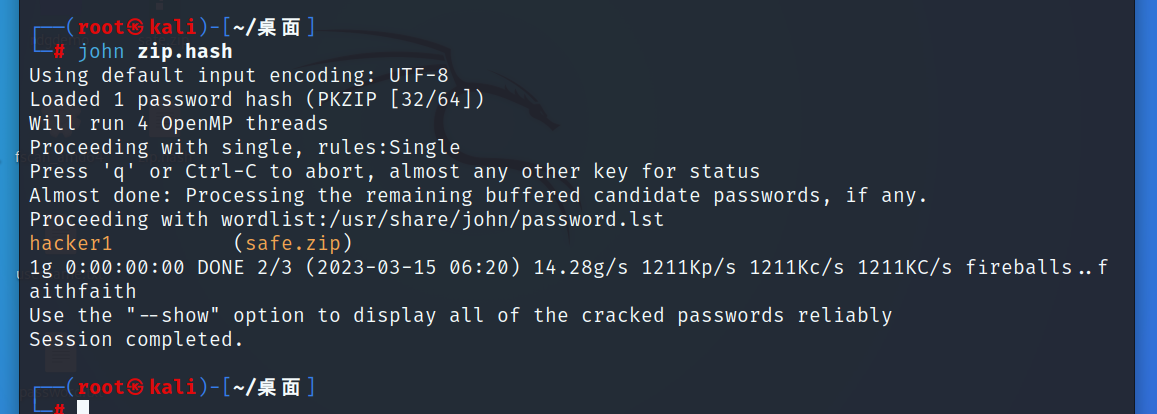 ┌──(root㉿kali)-[~/桌面]
└─# john zip.hash
Using default input encoding: UTF-8
Loaded 1 password hash (PKZIP [32/64])
Will run 4 OpenMP threads
Proceeding with single, rules:Single
Press 'q' or Ctrl-C to abort, almost any other key for status
Almost done: Processing the remaining buffered candidate passwords, if any.
Proceeding with wordlist:/usr/share/john/password.lst
hacker1          (safe.zip)
1g 0:00:00:00 DONE 2/3 (2023-03-15 06:20) 14.28g/s 1211Kp/s 1211Kc/s 1211KC/s fireballs..f
aithfaith
Use the "--show" option to display all of the cracked passwords reliably
Session completed.
┌──(root㉿kali)-[~/桌面]
└─#